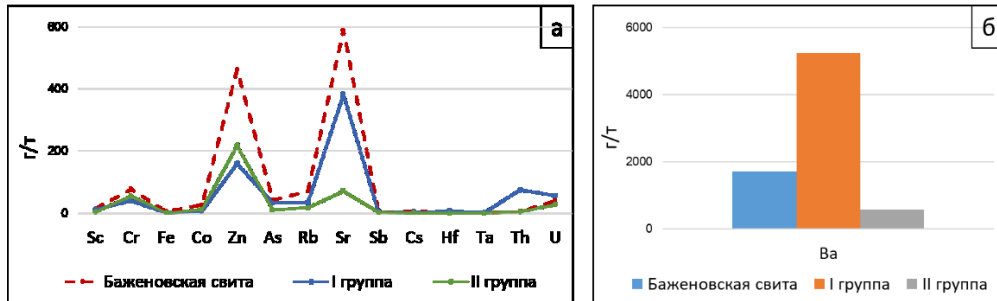 а
600
400
200
0
г/т
Sc Cr Fe Co Zn As Rb Sr Sb Cs Hf Ta Th U
Баженовская свита I группа II группа
б
6000
4000
2000
0
г/т
Ba
Баженовская свита I группа II группа